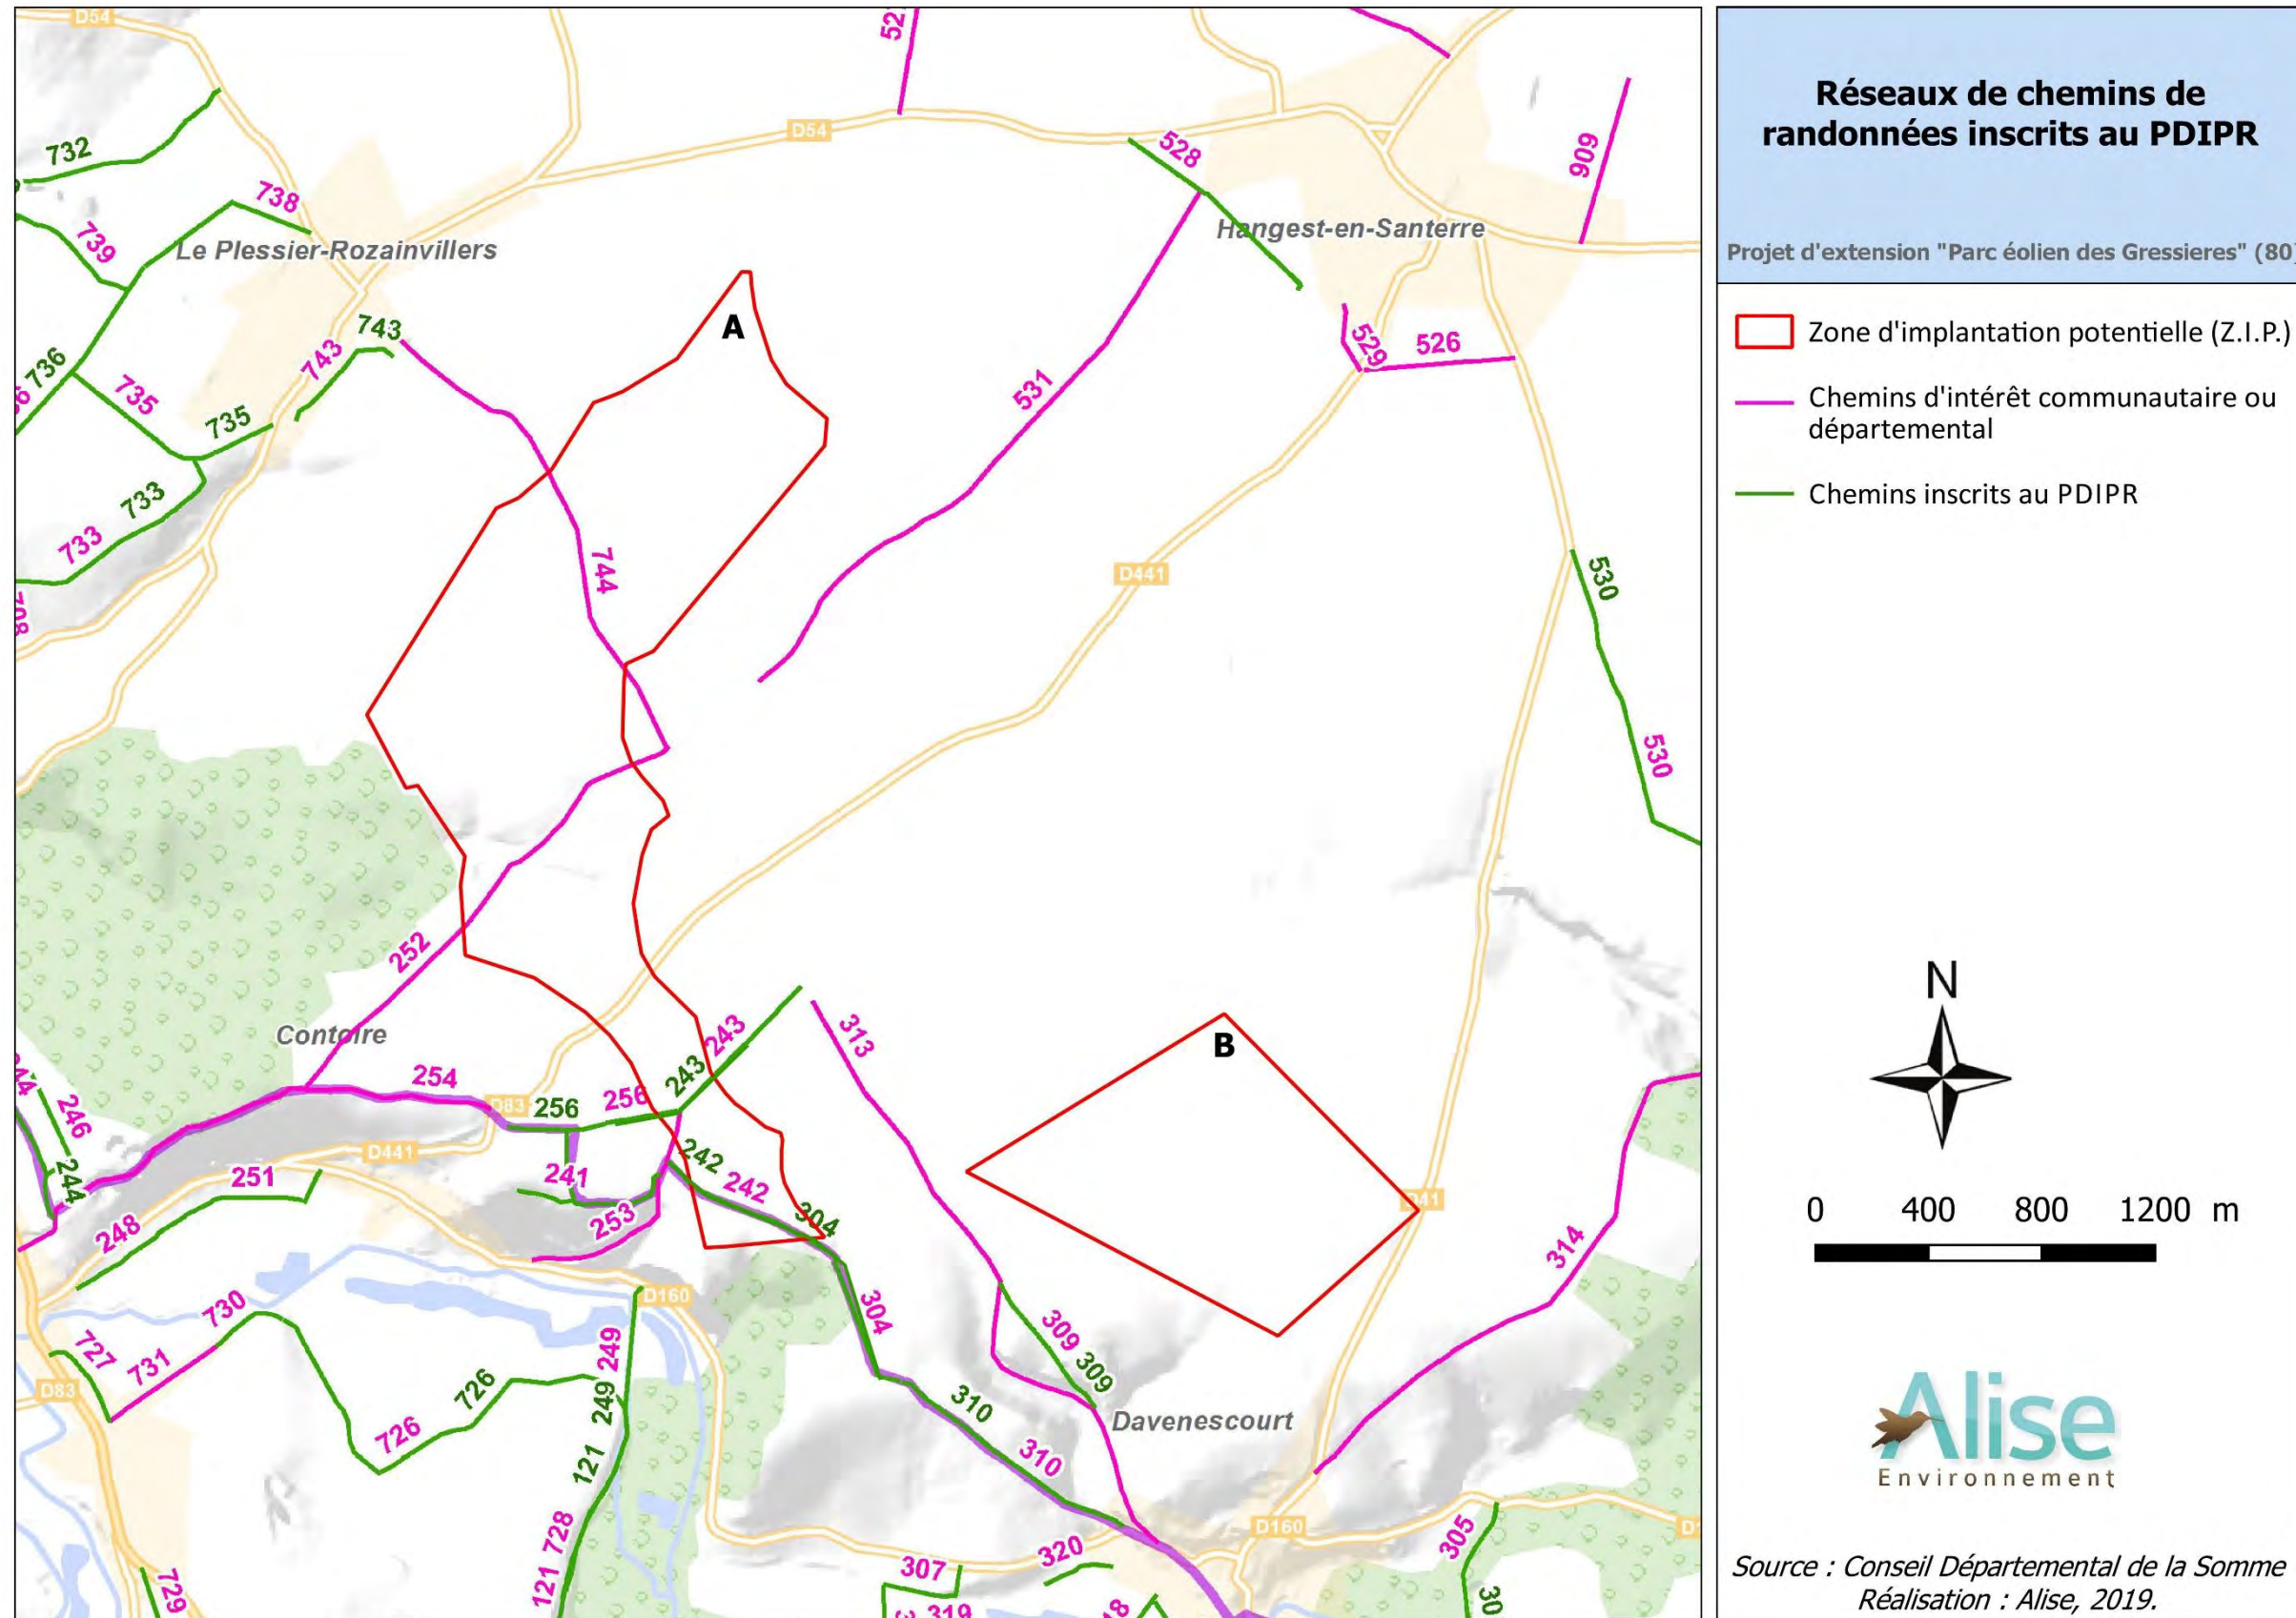 Réseaux de chemins de
randonnées inscrits au PDIPR
Projet d'extension "Parc éolien des Gressieres" (80)
Zone d'implantation potentielle (Z.I.P.)
Chemins d'intérêt communautaire ou
départemental
Chemins inscrits au PDIPR
N
0 400 800 1200 m
Alise
Environnement
Source : Conseil Départemental de la Somme
Réalisation : Alise, 2019.
D54
732
738
739
Le Plessier-Rozainvillers
D54
528
909
Hangest-en-Santerre
A
743
743
736
735
735
733
733
531
529
526
744
D441
530
530
252
Contoire
254
D83
256
256
243
243
313
B
246
244
D441
251
241
242
242
253
304
304
D41
314
248
D160
730
727
731
D83
726
726
249
249
121
121
728
729
309
309
310
310
Davenescourt
D160
305
307
320
319